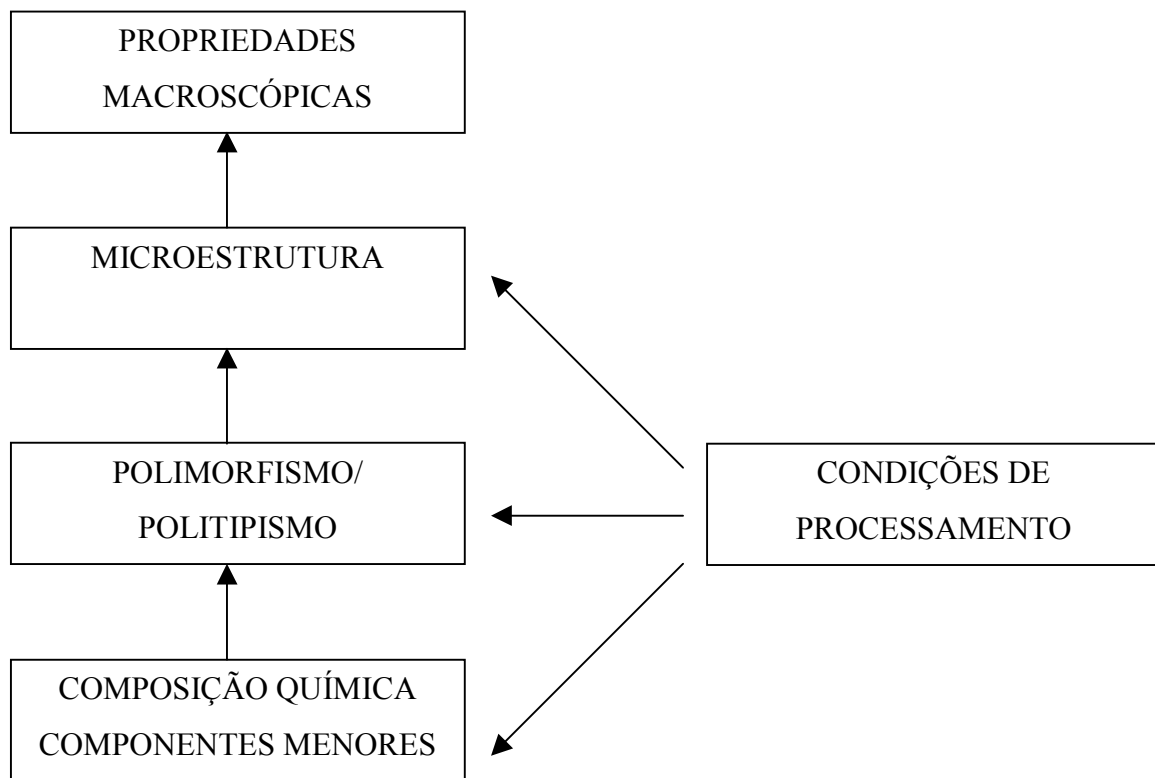 PROPRIEDADES
MACROSCÓPICAS
MICROESTRUTURA
POLIMORFISMO/
POLITIPISMO
CONDIÇÕES DE
PROCESSAMENTO
COMPOSIÇÃO QUÍMICA
COMPONENTES MENORES